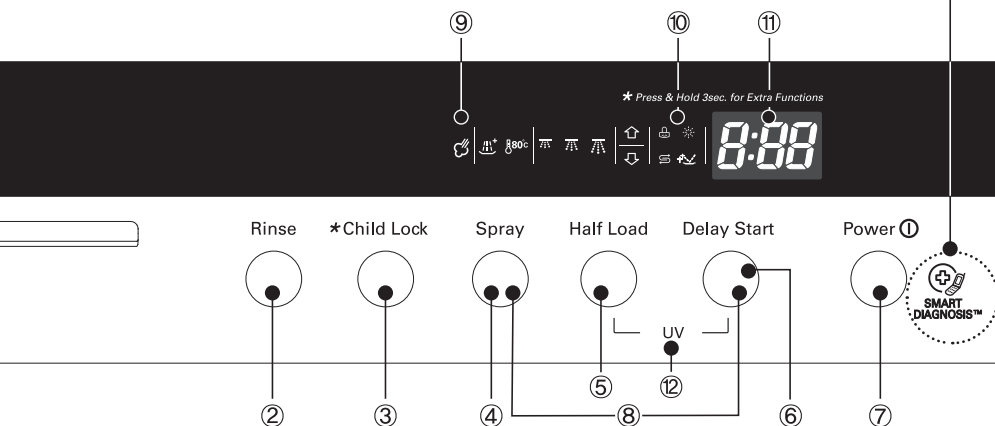 ⑨ ⑩ ⑪
* Press & Hold 3sec. for Extra Functions
80°c
8:88
Rinse *Child Lock Spray Half Load Delay Start Power
SMART
DIAGNOSIS™
UV
⑫
② ③ ④ ⑤ ⑧ ⑥ ⑦